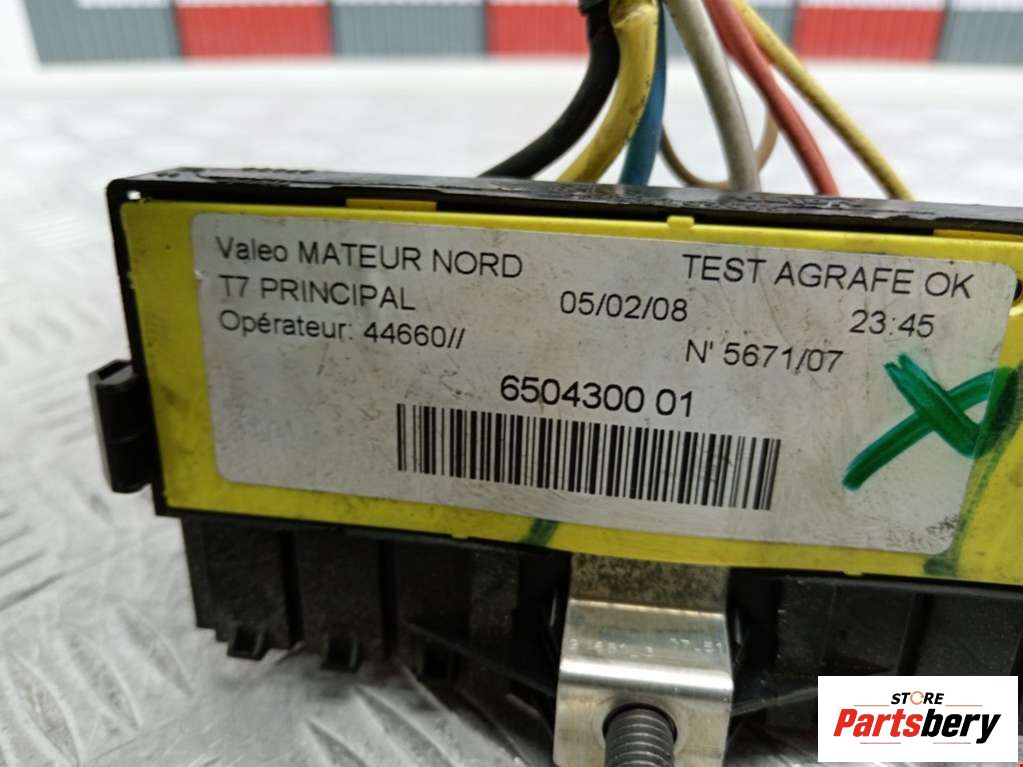 Valeo MATEUR NORD TEST AGRAFE OK
T7 PRINCIPAL 05/02/08 23:45
Opérateur: 44660// N' 5671/07
6504300 01
STORE
Partsbery